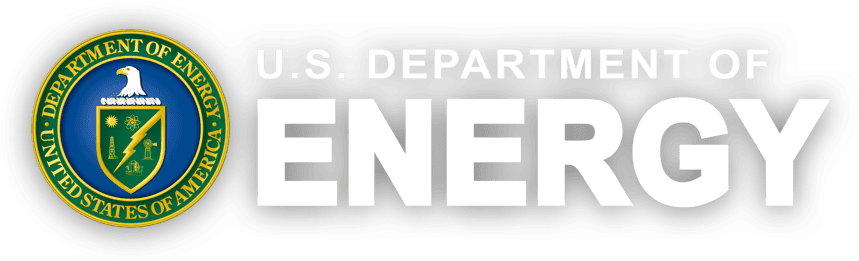 DEPARTMENT OF ENERGY
UNITED STATES OF AMERICA
U.S. DEPARTMENT OF
ENERGY